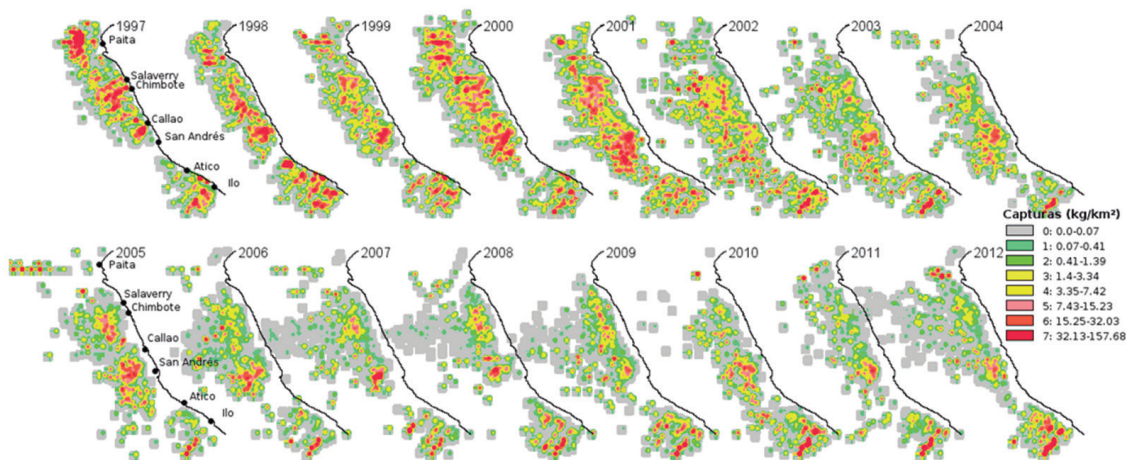 1997 1998 1999 2000 2001 2002 2003 2004
Paita
Salaverry
Chimbote
Callao
San Andrés
Atico
Ilo
Capturas (kg/km²)
0: 0.0-0.07
1: 0.07-0.41
2: 0.41-1.39
3: 1.4-3.34
4: 3.35-7.42
5: 7.43-15.23
6: 15.25-32.03
7: 32.13-157.68
2005 2006 2007 2008 2009 2010 2011 2012
Paita
Salaverry
Chimbote
Callao
San Andrés
Atico
Ilo